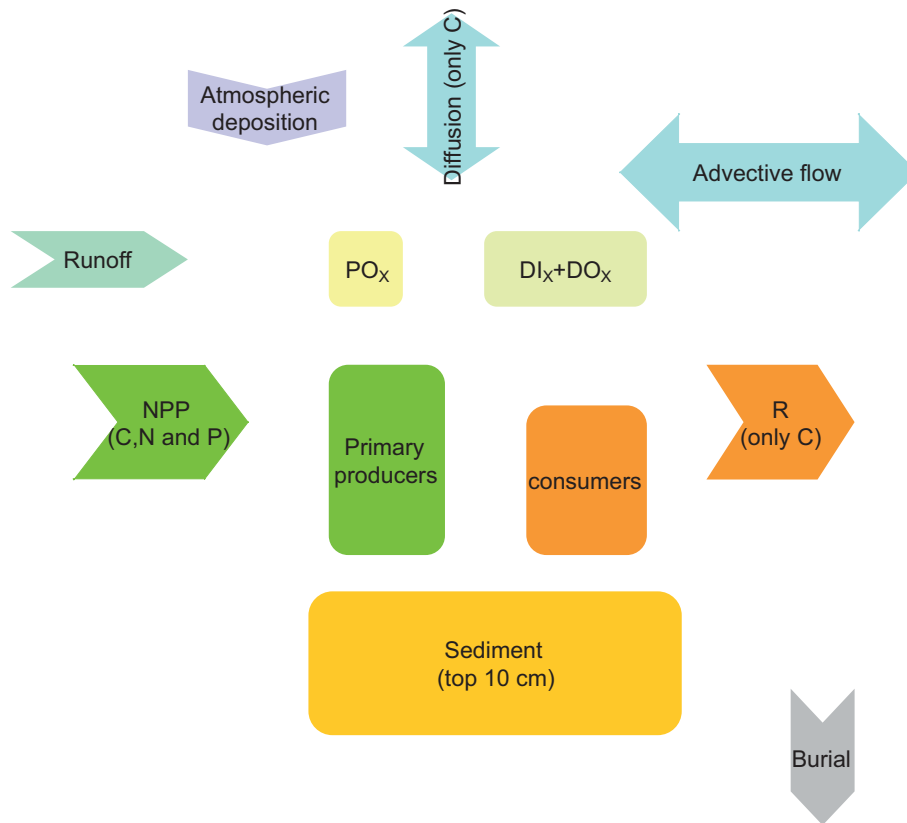 Diffusion (only C)
Atmospheric
deposition
Advective flow
Runoff
POX
DIX+DOX
NPP
(C,N and P)
Primary
producers
consumers
R
(only C)
Sediment
(top 10 cm)
Burial